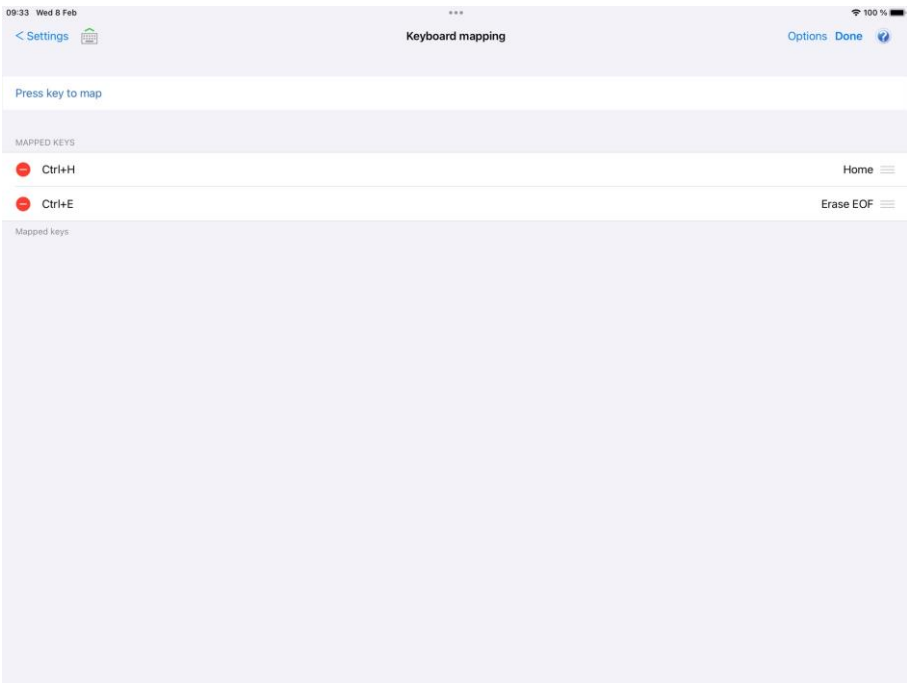 09:33 Wed 8 Feb 100 %
< Settings Keyboard mapping Options Done ?
Press key to map
MAPPED KEYS
Ctrl+H Home
Ctrl+E Erase EOF
Mapped keys